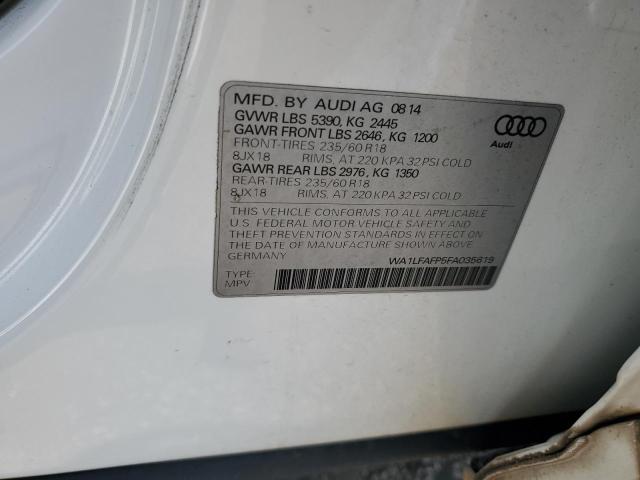 MFD. BY AUDI AG 08 14
GVWR LBS 5390, KG 2445
GAWR FRONT LBS 2646, KG 1200
FRONT-TIRES 235/60 R18
8JX18 RIMS, AT 220 KPA 32 PSI COLD
GAWR REAR LBS 2976, KG 1350
REAR-TIRES 235/60 R18
8JX18 RIMS, AT 220 KPA 32 PSI COLD
THIS VEHICLE CONFORMS TO ALL APPLICABLE
U.S. FEDERAL MOTOR VEHICLE SAFETY AND
THEFT PREVENTION STANDARDS IN EFFECT ON
THE DATE OF MANUFACTURE SHOWN ABOVE
GERMANY
WA1LFAFP5FA035619
TYPE:
MPV
Audi